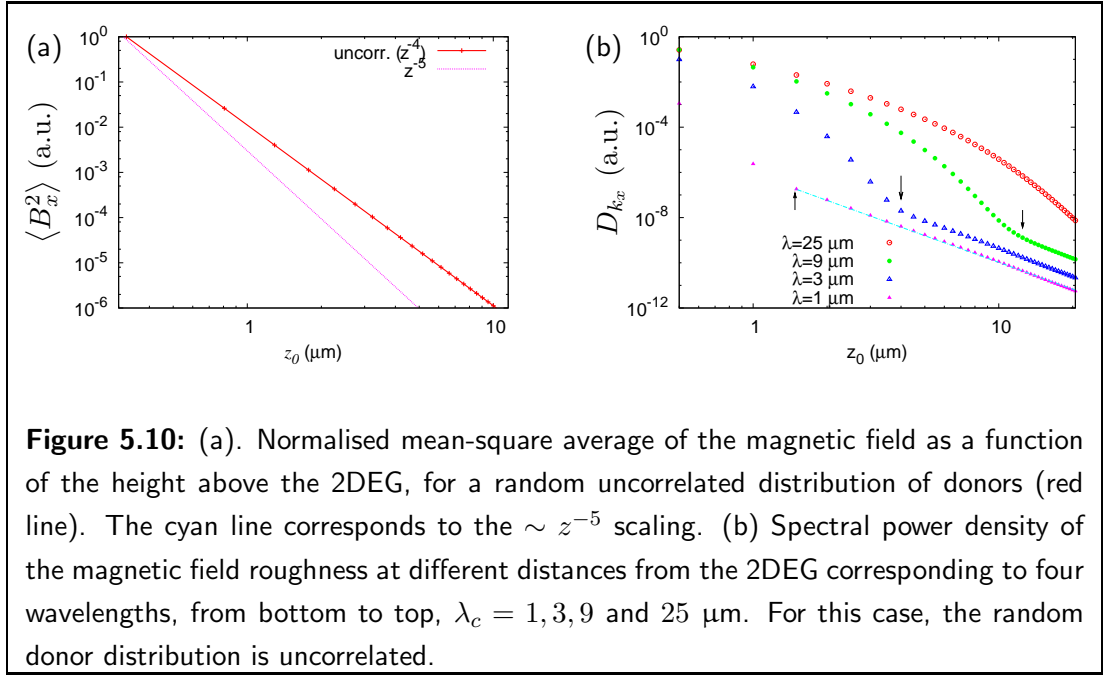 (a)
10^0
10^-1
10^-2
10^-3
10^-4
10^-5
10^-6
⟨B_x^2⟩ (a.u.)
uncorr. (z^-4)
z^-5
1
10
z_0 (μm)
(b)
10^0
10^-4
10^-8
10^-12
D_{k_x} (a.u.)
λ=25 μm
λ=9 μm
λ=3 μm
λ=1 μm
1
10
z_0 (μm)
Figure 5.10: (a). Normalised mean-square average of the magnetic field as a function
of the height above the 2DEG, for a random uncorrelated distribution of donors (red
line). The cyan line corresponds to the ∼ z^-5 scaling. (b) Spectral power density of
the magnetic field roughness at different distances from the 2DEG corresponding to four
wavelengths, from bottom to top, λ_c = 1, 3, 9 and 25 μm. For this case, the random
donor distribution is uncorrelated.